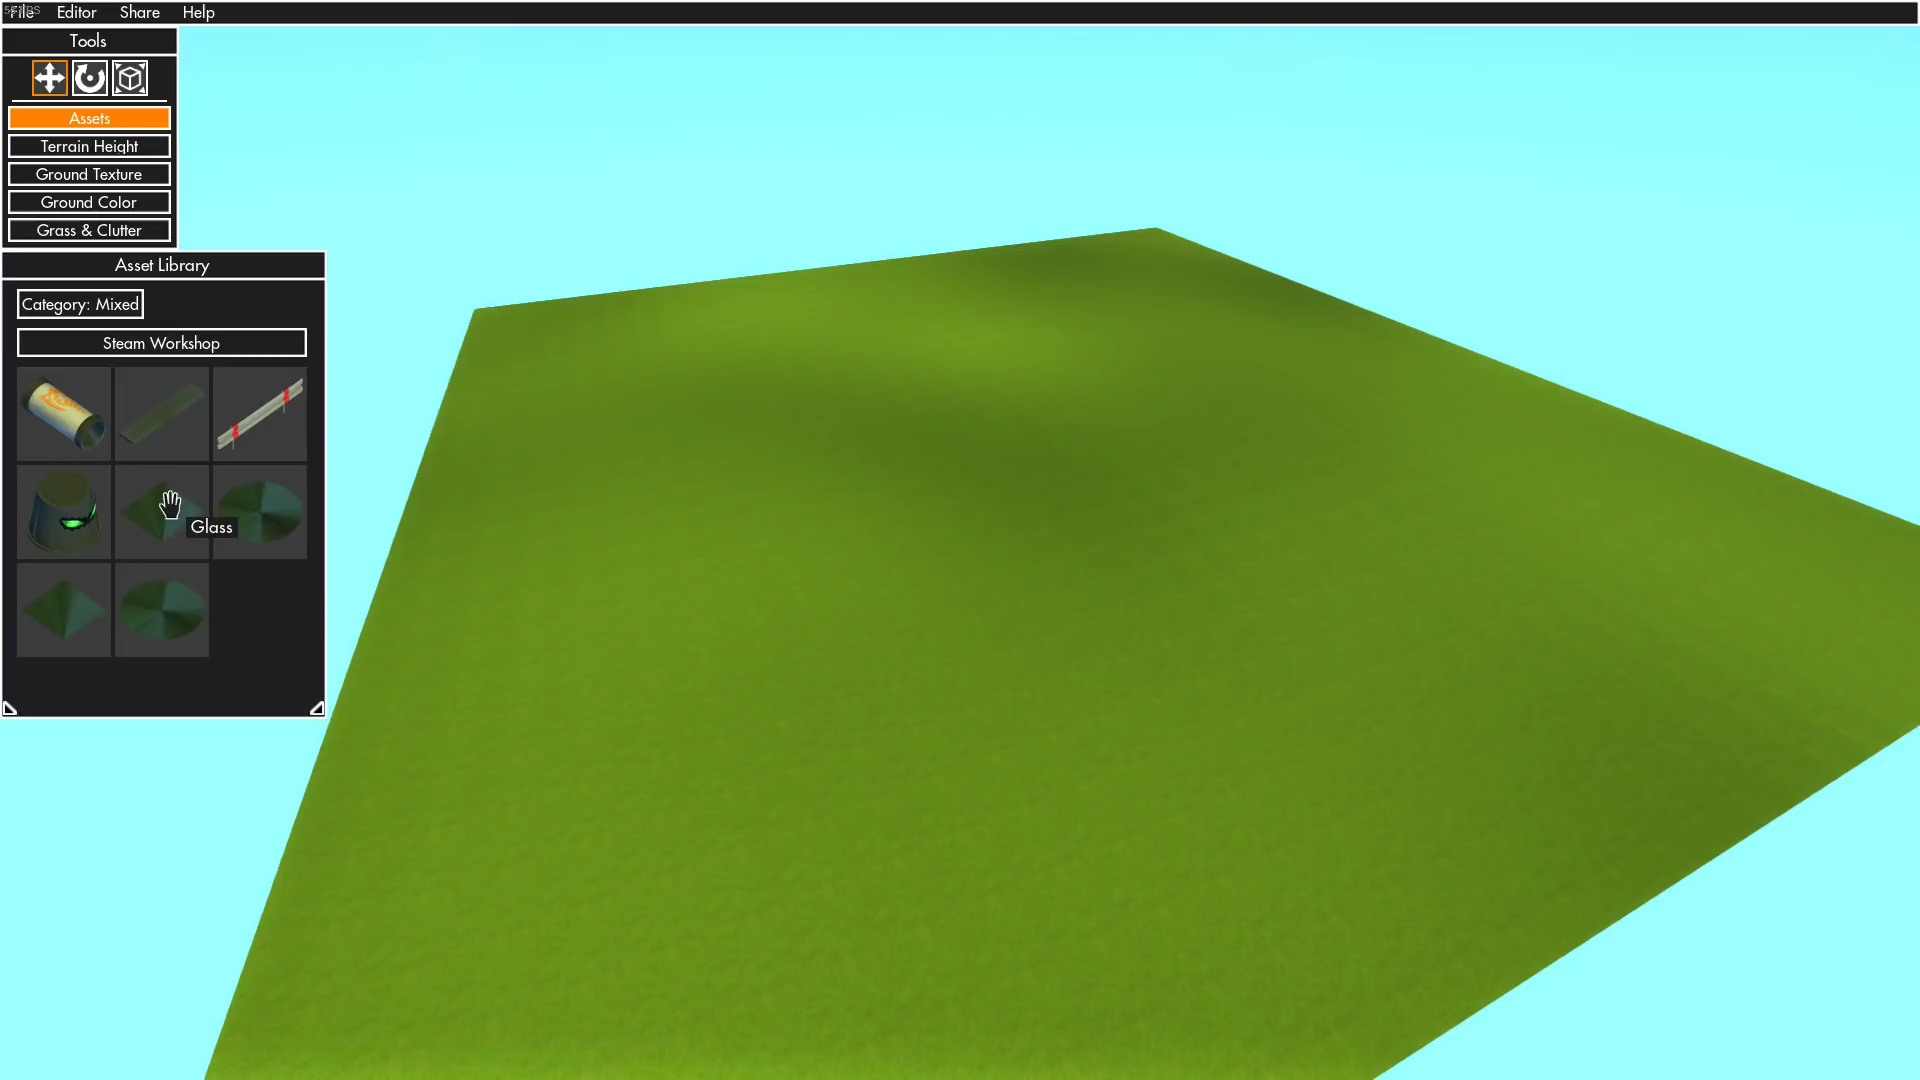 File Editor Share Help
Tools
Assets
Terrain Height
Ground Texture
Ground Color
Grass & Clutter
Asset Library
Category: Mixed
Steam Workshop
Glass